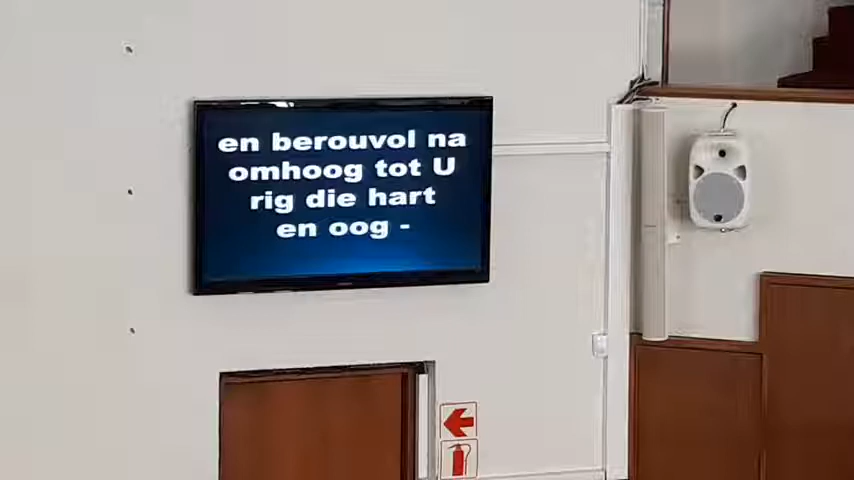 en berouvol na
omhoog tot U
rig die hart
en oog -